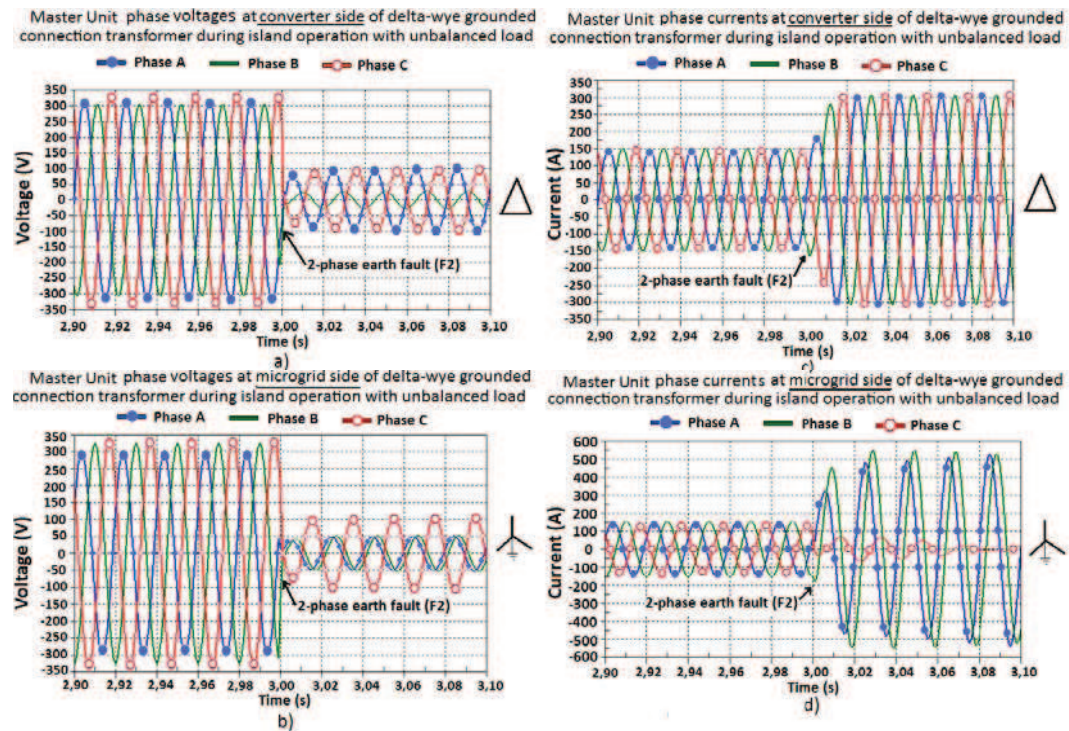 Master Unit phase voltages at converter side of delta-wye grounded
connection transformer during island operation with unbalanced load
a)
Phase A Phase B Phase C
350
300
250
200
150
100
50
0
-50
-100
-150
-200
-250
-300
-350
Voltage (V)
2-phase earth fault (F2)
2,90 2,92 2,94 2,96 2,98 3,00 3,02 3,04 3,06 3,08 3,10
Time (s)
a)
Master Unit phase voltages at microgrid side of delta-wye grounded
b)
connection transformer during island operation with unbalanced load
Phase A Phase B Phase C
350
300
250
200
150
100
50
0
-50
-100
-150
-200
-250
-300
-350
Voltage (V)
2-phase earth fault (F2)
2,90 2,92 2,94 2,96 2,98 3,00 3,02 3,04 3,06 3,08 3,10
Time (s)
b)
Master Unit phase currents at converter side of delta-wye grounded
c)
connection transformer during island operation with unbalanced load
Phase A Phase B Phase C
350
300
250
200
150
100
50
0
-50
-100
-150
-200
-250
-300
-350
Current (A)
2-phase earth fault (F2)
2,90 2,92 2,94 2,96 2,98 3,00 3,02 3,04 3,06 3,08 3,10
Time (s)
c)
Master Unit phase currents at microgrid side of delta-wye grounded
d)
connection transformer during island operation with unbalanced load
Phase A Phase B Phase C
600
500
400
300
200
100
0
-100
-200
-300
-400
-500
-600
Current (A)
2-phase earth fault (F2)
2,90 2,92 2,94 2,96 2,98 3,00 3,02 3,04 3,06 3,08 3,10
Time (s)
d)